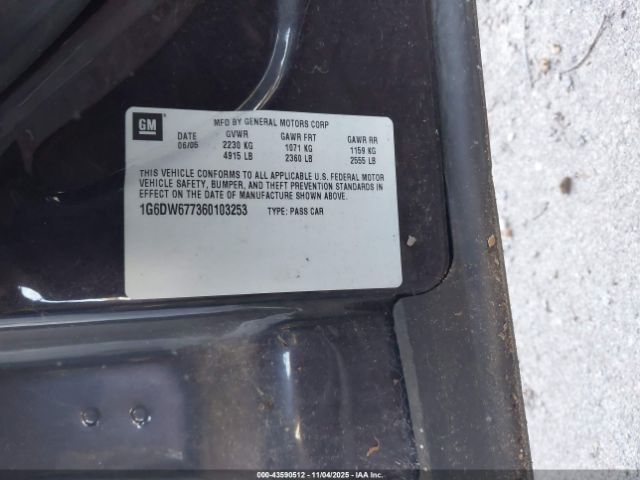 GM
MFD BY GENERAL MOTORS CORP
DATE GVWR GAWR FRT GAWR RR
06/05 2230 KG 1071 KG 1159 KG
4915 LB 2360 LB 2555 LB
THIS VEHICLE CONFORMS TO ALL APPLICABLE U.S. FEDERAL MOTOR
VEHICLE SAFETY, BUMPER, AND THEFT PREVENTION STANDARDS IN
EFFECT ON THE DATE OF MANUFACTURE SHOWN ABOVE.
1G6DW677360103253 TYPE: PASS CAR
000-43590512 - 11/04/2025 - IAA Inc. ©